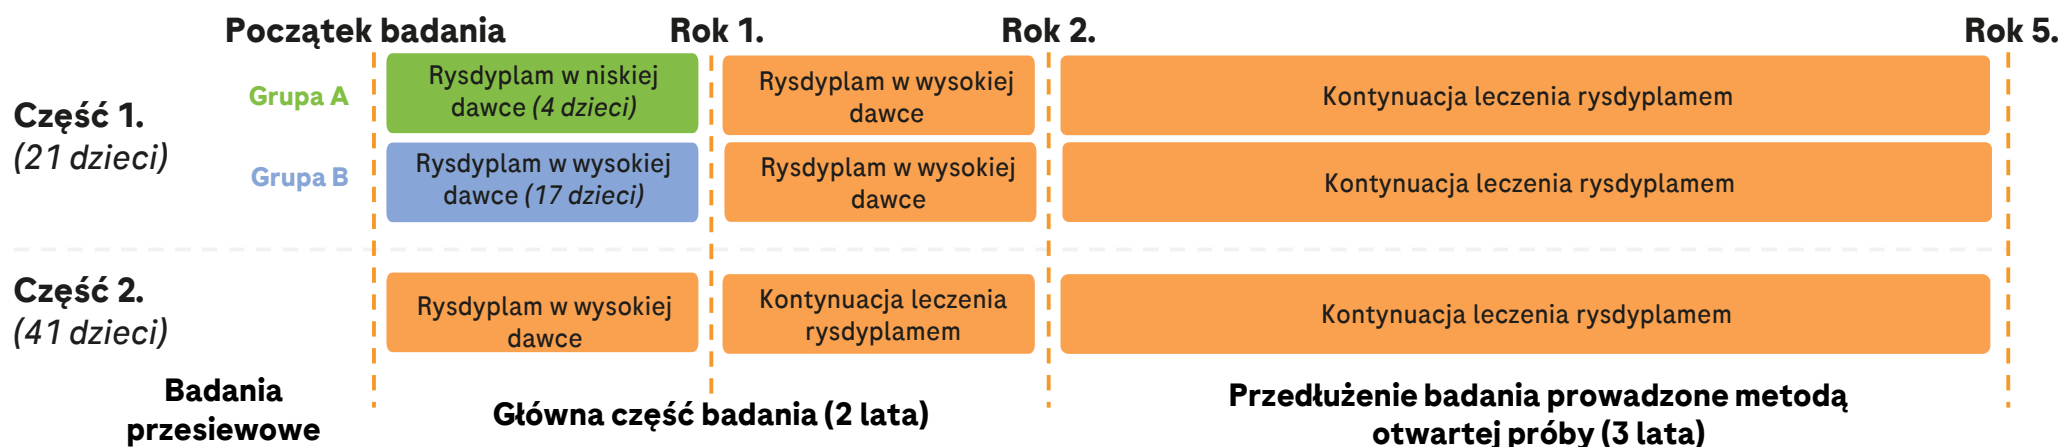 Początek badania
Rok 1.
Rok 2.
Rok 5.
Część 1.
(21 dzieci)
Grupa A
Rysdyplam w niskiej
dawce (4 dzieci)
Rysdyplam w wysokiej
dawce
Kontynuacja leczenia rysdyplamem
Grupa B
Rysdyplam w wysokiej
dawce (17 dzieci)
Rysdyplam w wysokiej
dawce
Kontynuacja leczenia rysdyplamem
Część 2.
(41 dzieci)
Rysdyplam w wysokiej
dawce
Kontynuacja leczenia
rysdyplamem
Kontynuacja leczenia rysdyplamem
Badania
przesiewowe
Główna część badania (2 lata)
Przedłużenie badania prowadzone metodą
otwartej próby (3 lata)